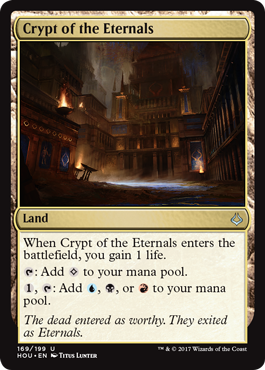 Crypt of the Eternals
Land
When Crypt of the Eternals enters the
battlefield, you gain 1 life.
: Add to your mana pool.
1, : Add , , or to your mana
pool.
The dead entered as worthy. They exited
as Eternals.
169/199 U
HOU • EN Titus Lunter
™ & © 2017 Wizards of the Coast